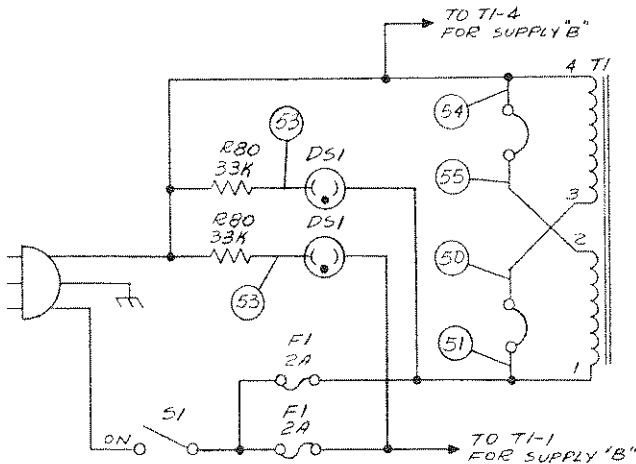 TO T1-4
FOR SUPPLY "B"
4 T1
54
53
R80
33K
DS1
55
3
R80
33K
DS1
2
50
53
F1
2A
51
1
S1
F1
2A
ON
TO T1-1
FOR SUPPLY "B"